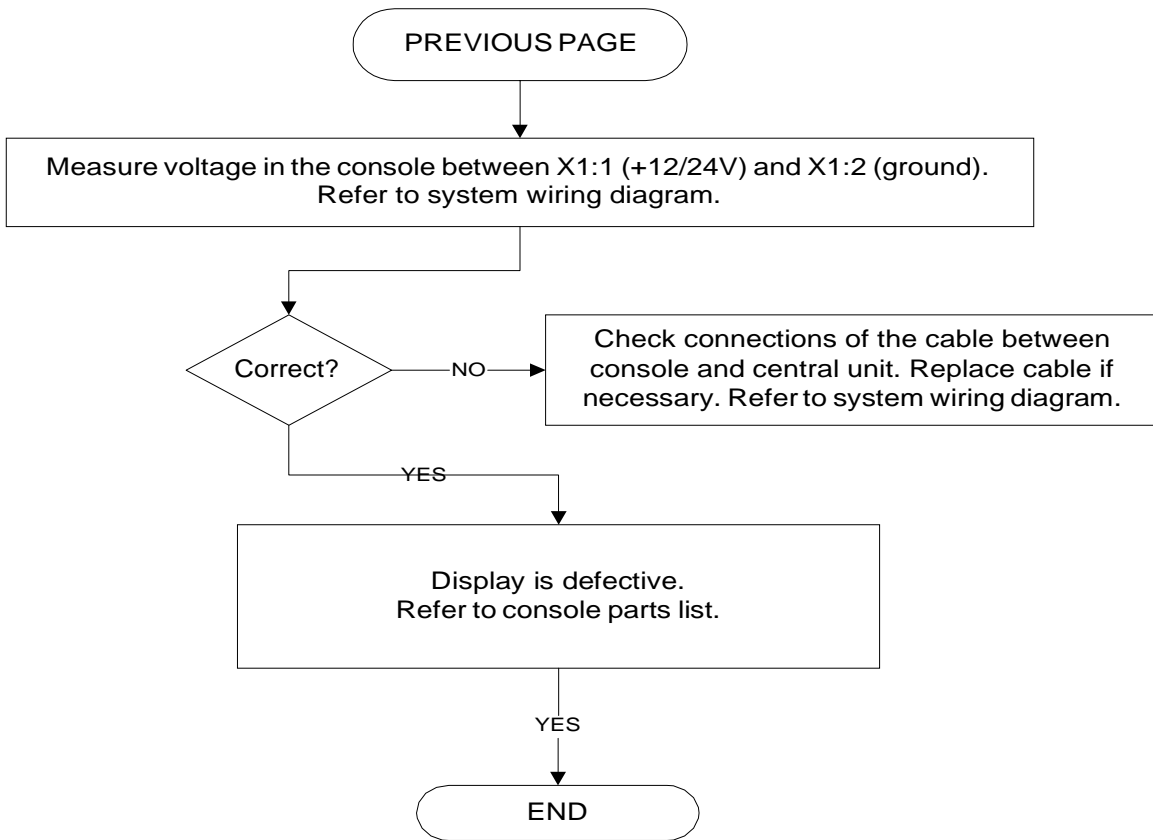 PREVIOUS PAGE
Measure voltage in the console between X1:1 (+12/24V) and X1:2 (ground).
Refer to system wiring diagram.
Correct?
NO
Check connections of the cable between
console and central unit. Replace cable if
necessary. Refer to system wiring diagram.
YES
Display is defective.
Refer to console parts list.
YES
END